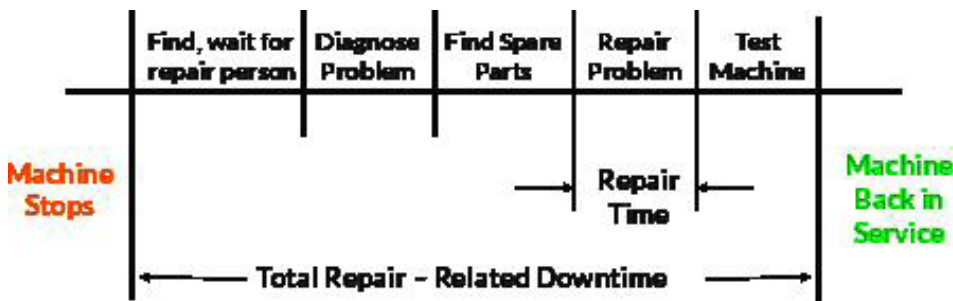 Find, wait for
repair person
Diagnose
Problem
Find Spare
Parts
Repair
Problem
Test
Machine
Machine
Stops
Repair
Time
Machine
Back in
Service
Total Repair – Related Downtime